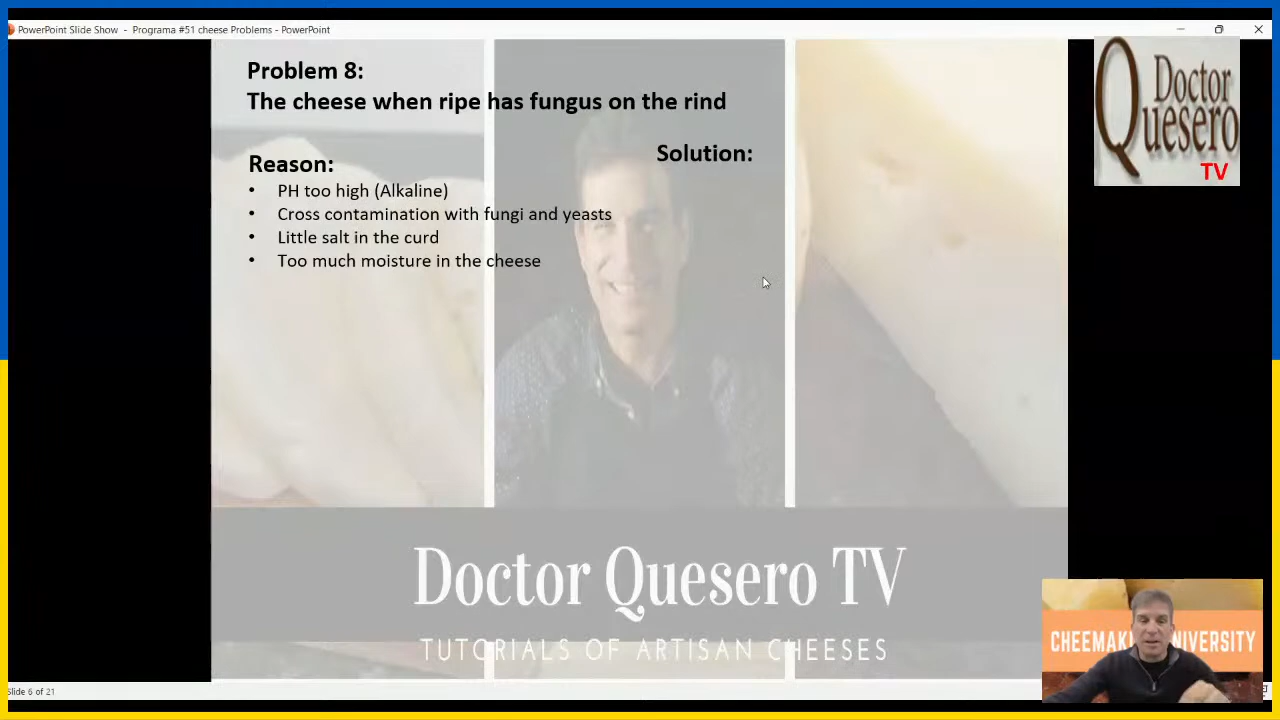 PowerPoint Slide Show - Programa #51 cheese Problems - PowerPoint
Problem 8:
The cheese when ripe has fungus on the rind
Doctor
Quesero
TV
Solution:
Reason:
• PH too high (Alkaline)
• Cross contamination with fungi and yeasts
• Little salt in the curd
• Too much moisture in the cheese
Doctor Quesero TV
TUTORIALS OF ARTISAN CHEESES
Slide 6 of 21